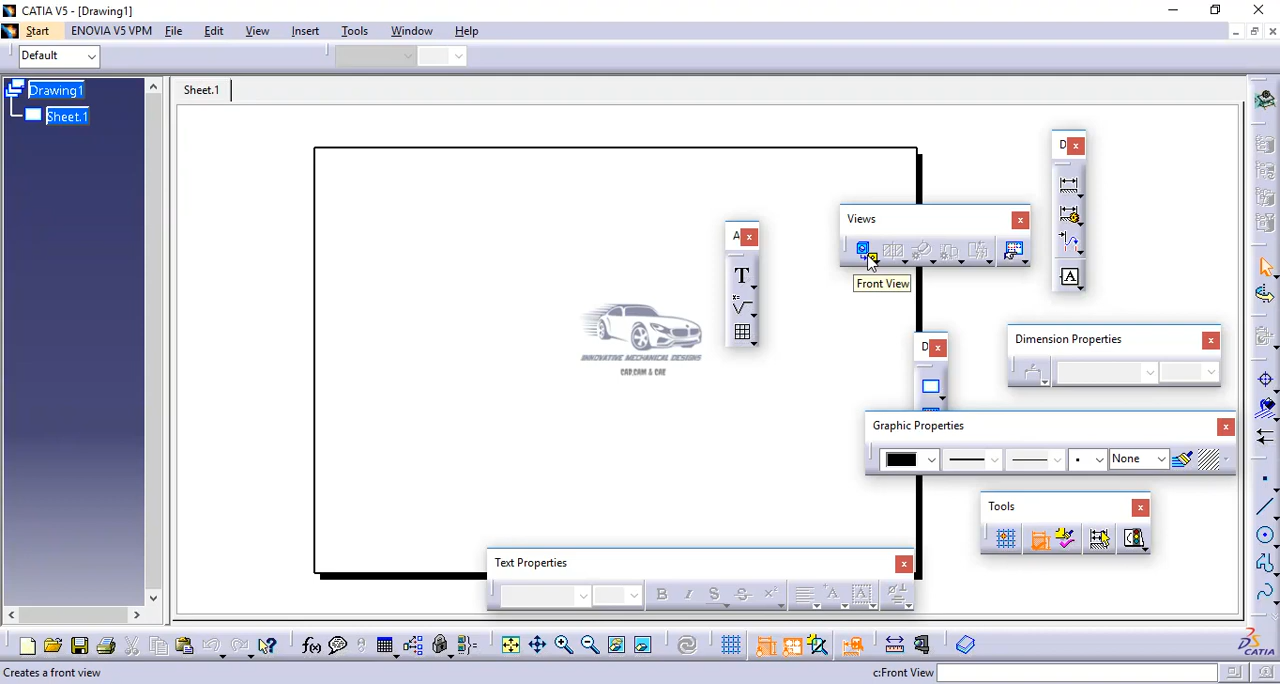 CATIA V5 - [Drawing1]
Start ENOVIA V5 VPM File Edit View Insert Tools Window Help
Default
Drawing1
Sheet.1
Sheet.1
D
Views
A
Front View
T
A
D
Dimension Properties
INNOVATIVE MECHANICAL DESIGNS
CAD,CAM & CAE
Graphic Properties
None
Tools
Text Properties
B I S S
f(x)
CATIA
Creates a front view
c:Front View